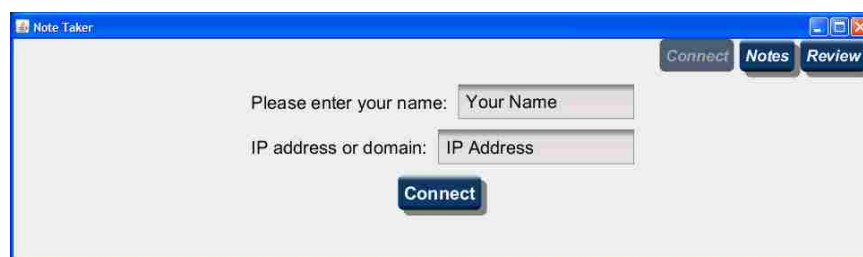 Note Taker
Connect Notes Review
Please enter your name: Your Name
IP address or domain: IP Address
Connect